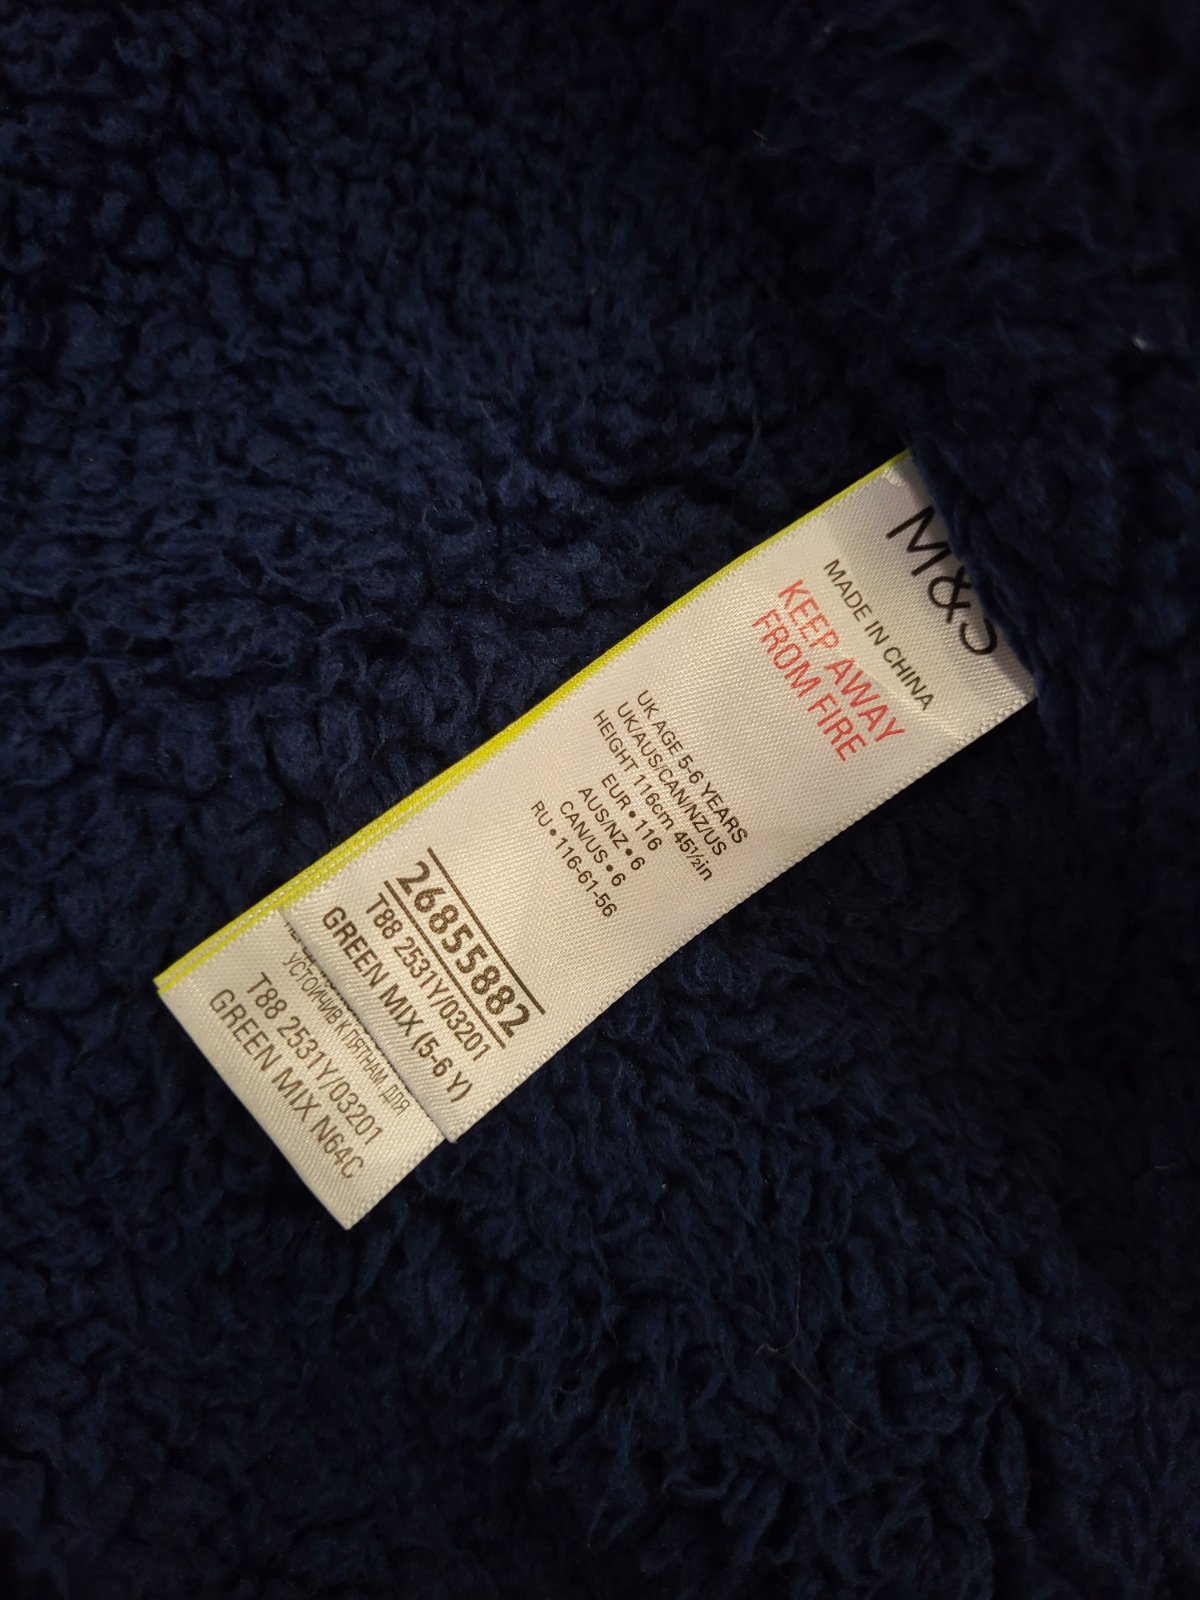 M&S
MADE IN CHINA
KEEP AWAY
FROM FIRE
UK AGE 5-6 YEARS
UK/AUS/CAN/NZ/US
HEIGHT 116cm 45½in
EUR • 116
AUS/NZ • 6
CAN/US • 6
RU • 116-61-56
26855882
T88 2531Y/03201
GREEN MIX (5-6 Y)
УСТОЙЧИВ К ПЯТНАМ. ДЛЯ
T88 2531Y/03201
GREEN MIX N64C